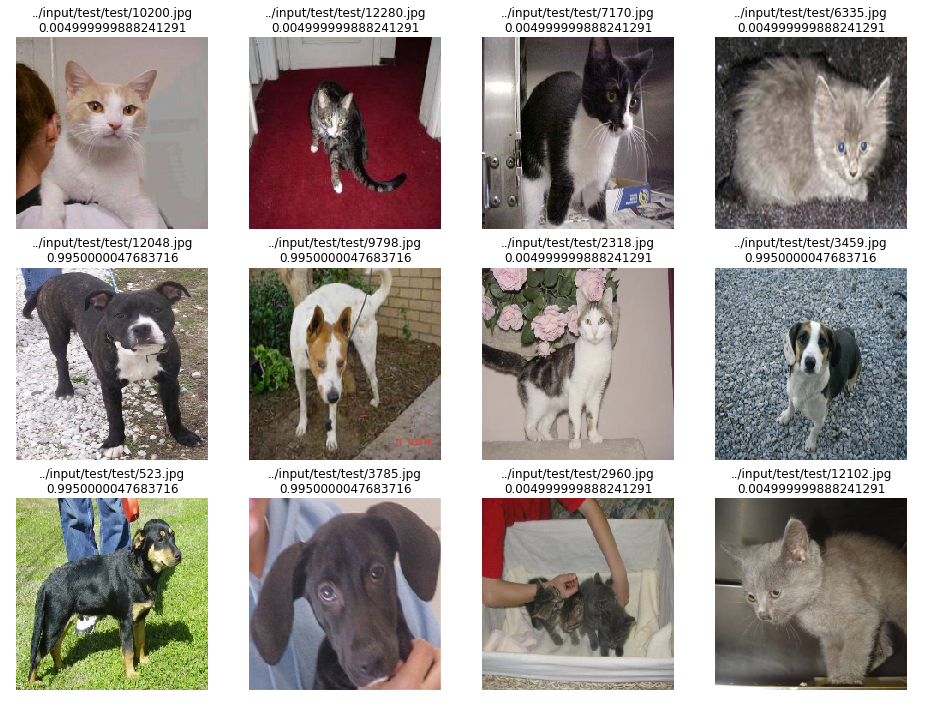 ../input/test/test/10200.jpg
0.004999999888241291
../input/test/test/12280.jpg
0.004999999888241291
../input/test/test/7170.jpg
0.004999999888241291
../input/test/test/6335.jpg
0.004999999888241291
../input/test/test/12048.jpg
0.9950000047683716
../input/test/test/9798.jpg
0.9950000047683716
../input/test/test/2318.jpg
0.004999999888241291
../input/test/test/3459.jpg
0.9950000047683716
../input/test/test/523.jpg
0.9950000047683716
../input/test/test/3785.jpg
0.9950000047683716
../input/test/test/2960.jpg
0.004999999888241291
../input/test/test/12102.jpg
0.004999999888241291